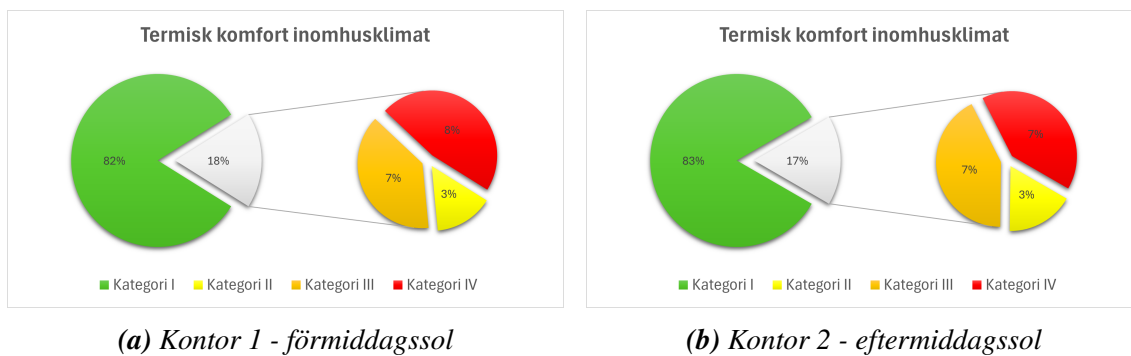 Termisk komfort inomhusklimat
82%
18%
8%
7%
3%
Kategori I Kategori II Kategori III Kategori IV
(a) Kontor 1 - förmiddagssol
Termisk komfort inomhusklimat
83%
17%
7%
7%
3%
Kategori I Kategori II Kategori III Kategori IV
(b) Kontor 2 - eftermiddagssol